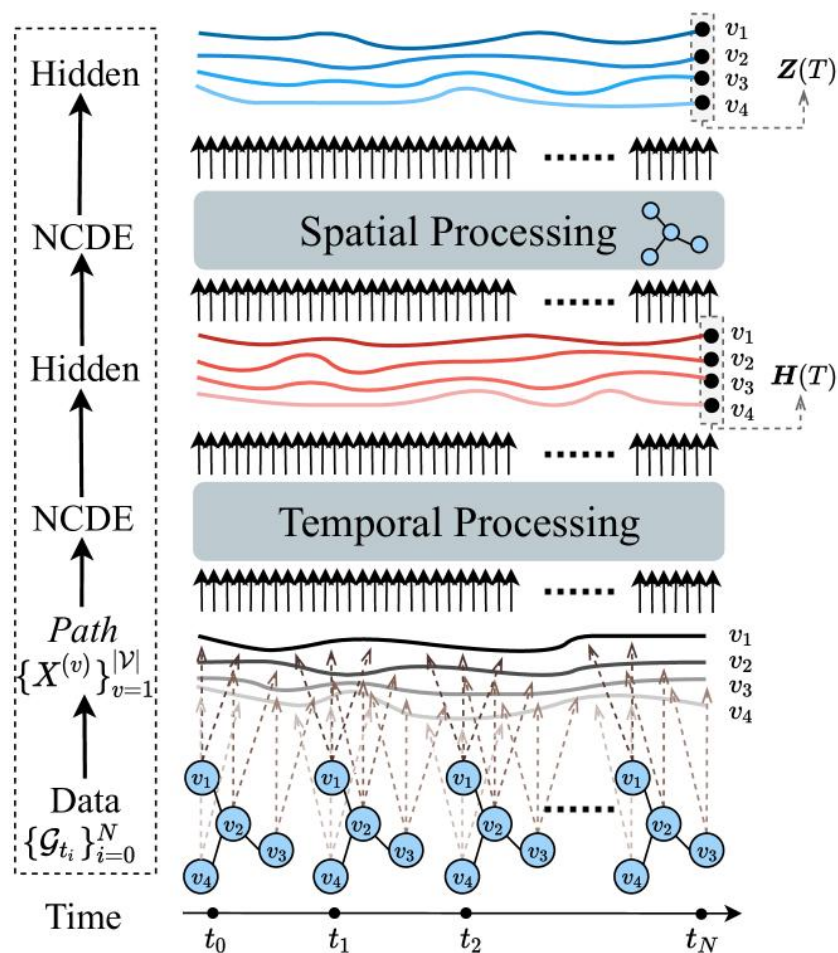 Hidden
NCDE
Hidden
NCDE
Path
{X^{(v)}}_{v=1}^{|𝒱|}
Data
{𝓖_{t_i}}_{i=0}^{N}
Time
v₁
v₂
v₃
v₄
Z(T)
......
Spatial Processing
......
v₁
v₂
v₃
v₄
H(T)
......
Temporal Processing
......
v₁
v₂
v₃
v₄
v₁ v₂ v₃ v₄
v₁ v₂ v₃ v₄
v₁ v₂ v₃ v₄
......
v₁ v₂ v₃ v₄
t₀ t₁ t₂ t_N